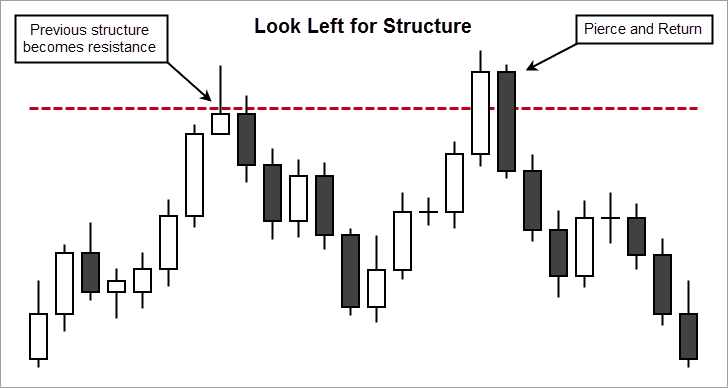 Look Left for Structure
Previous structure
becomes resistance
Pierce and Return